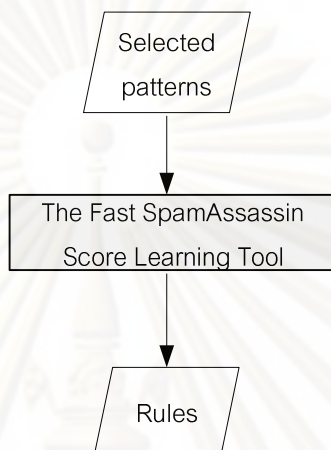 Selected
patterns
The Fast SpamAssassin
Score Learning Tool
Rules